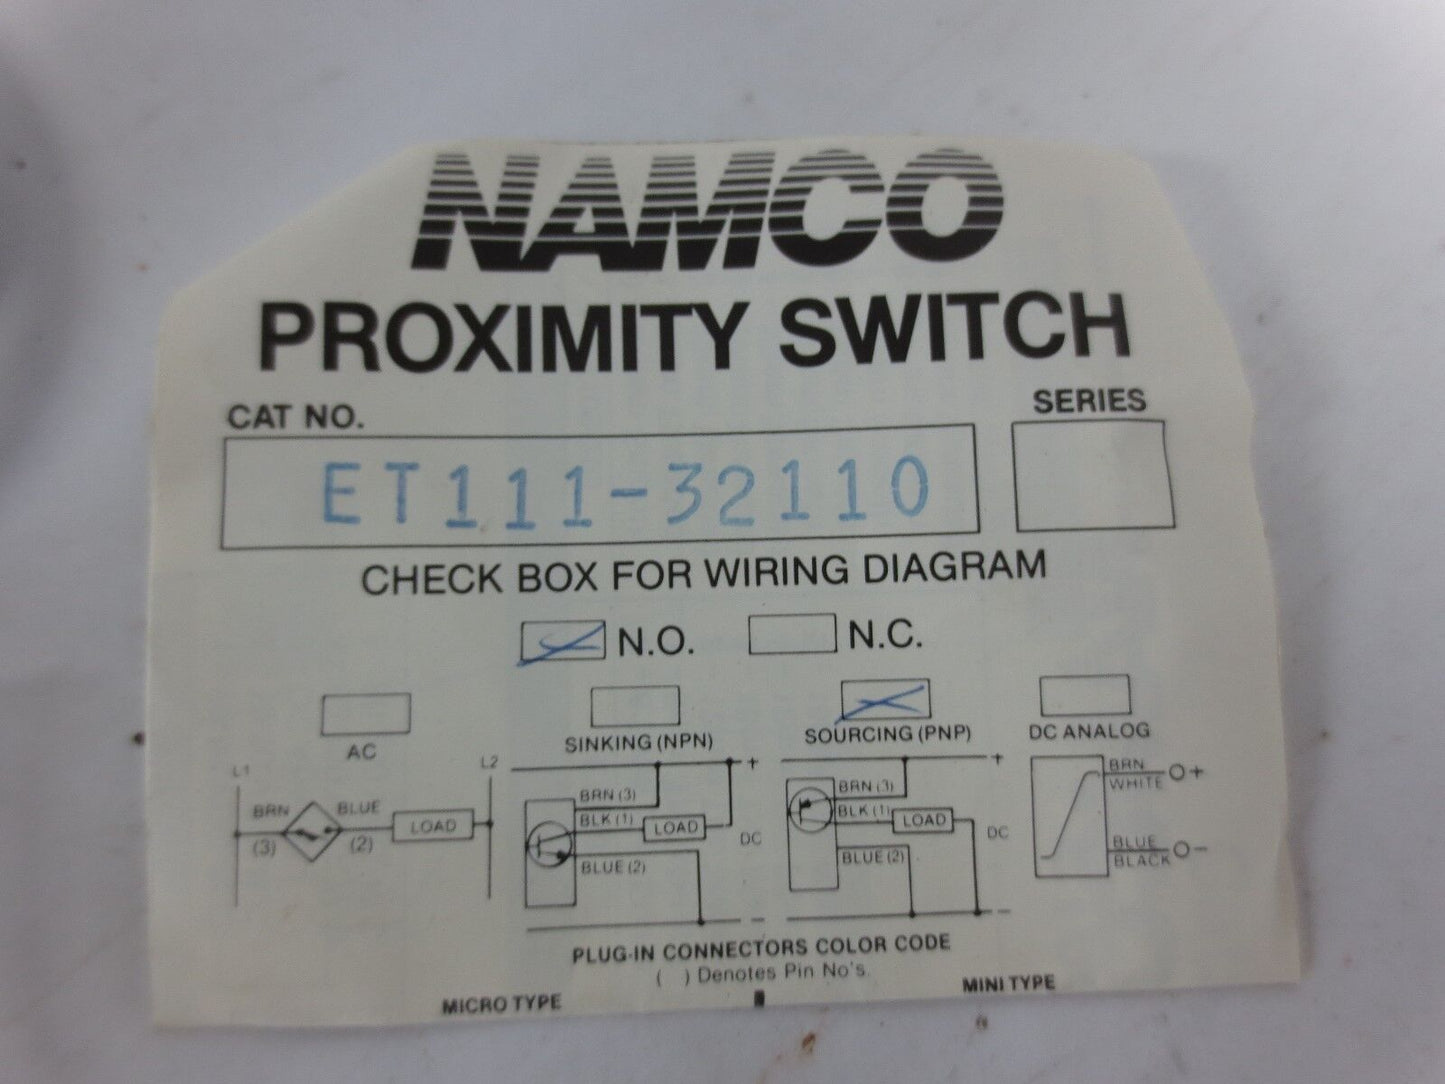 NAMCO
PROXIMITY SWITCH
CAT NO.
SERIES
ET111-32110
CHECK BOX FOR WIRING DIAGRAM
N.O. N.C.
AC
SINKING (NPN)
SOURCING (PNP)
DC ANALOG
L1 L2
BRN BLUE
LOAD
(3) (2)
+
BRN (3)
BLK (1)
LOAD
DC
BLUE (2)
−
+
BRN (3)
BLK (1)
LOAD
DC
BLUE (2)
−
BRN
WHITE
+
BLUE
BLACK
−
PLUG-IN CONNECTORS COLOR CODE
( ) Denotes Pin No's.
MICRO TYPE MINI TYPE